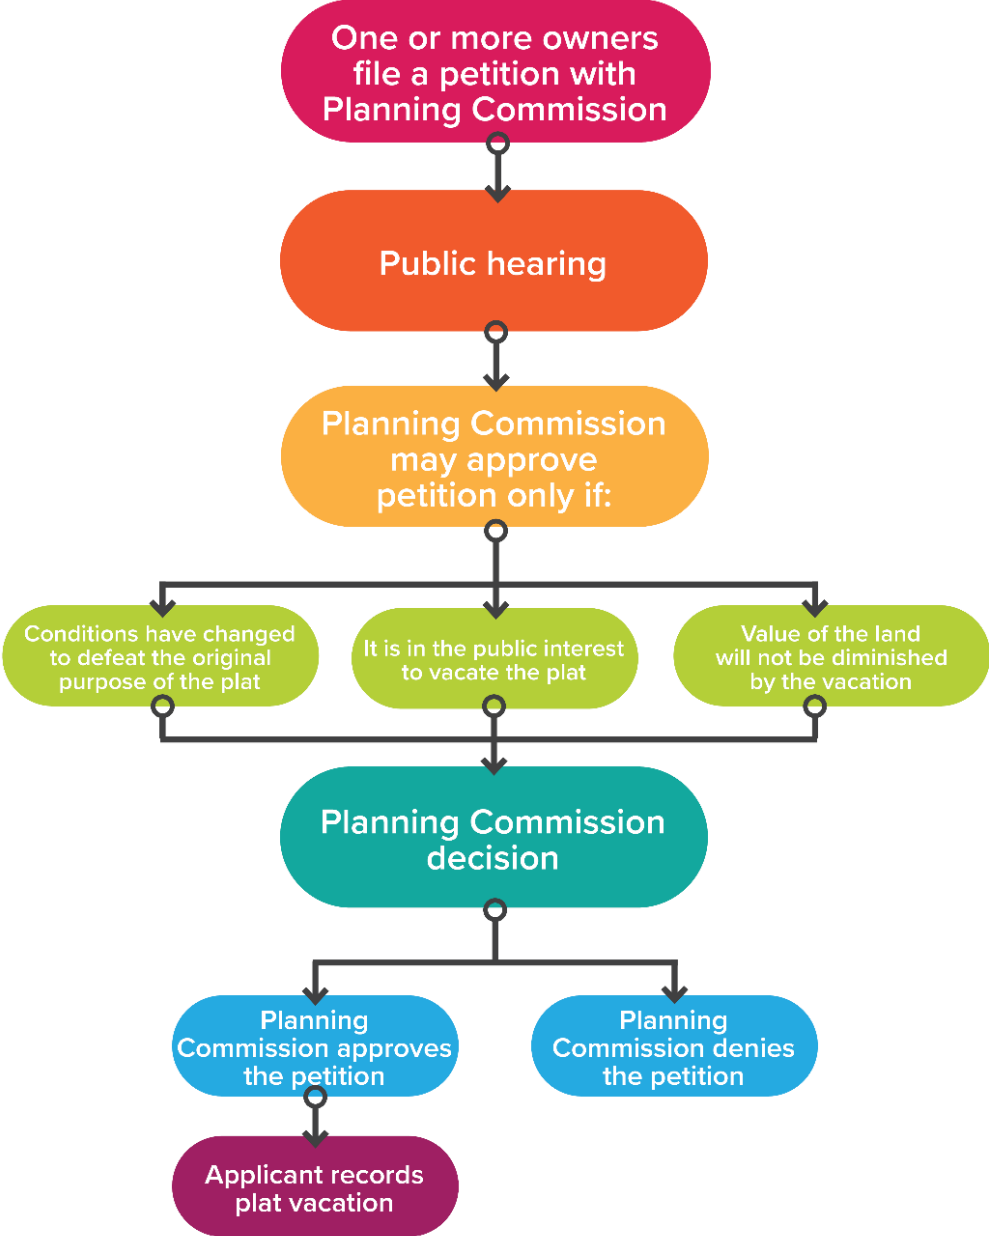 One or more owners
file a petition with
Planning Commission
Public hearing
Planning Commission
may approve
petition only if:
Conditions have changed
to defeat the original
purpose of the plat
It is in the public interest
to vacate the plat
Value of the land
will not be diminished
by the vacation
Planning Commission
decision
Planning
Commission approves
the petition
Planning
Commission denies
the petition
Applicant records
plat vacation